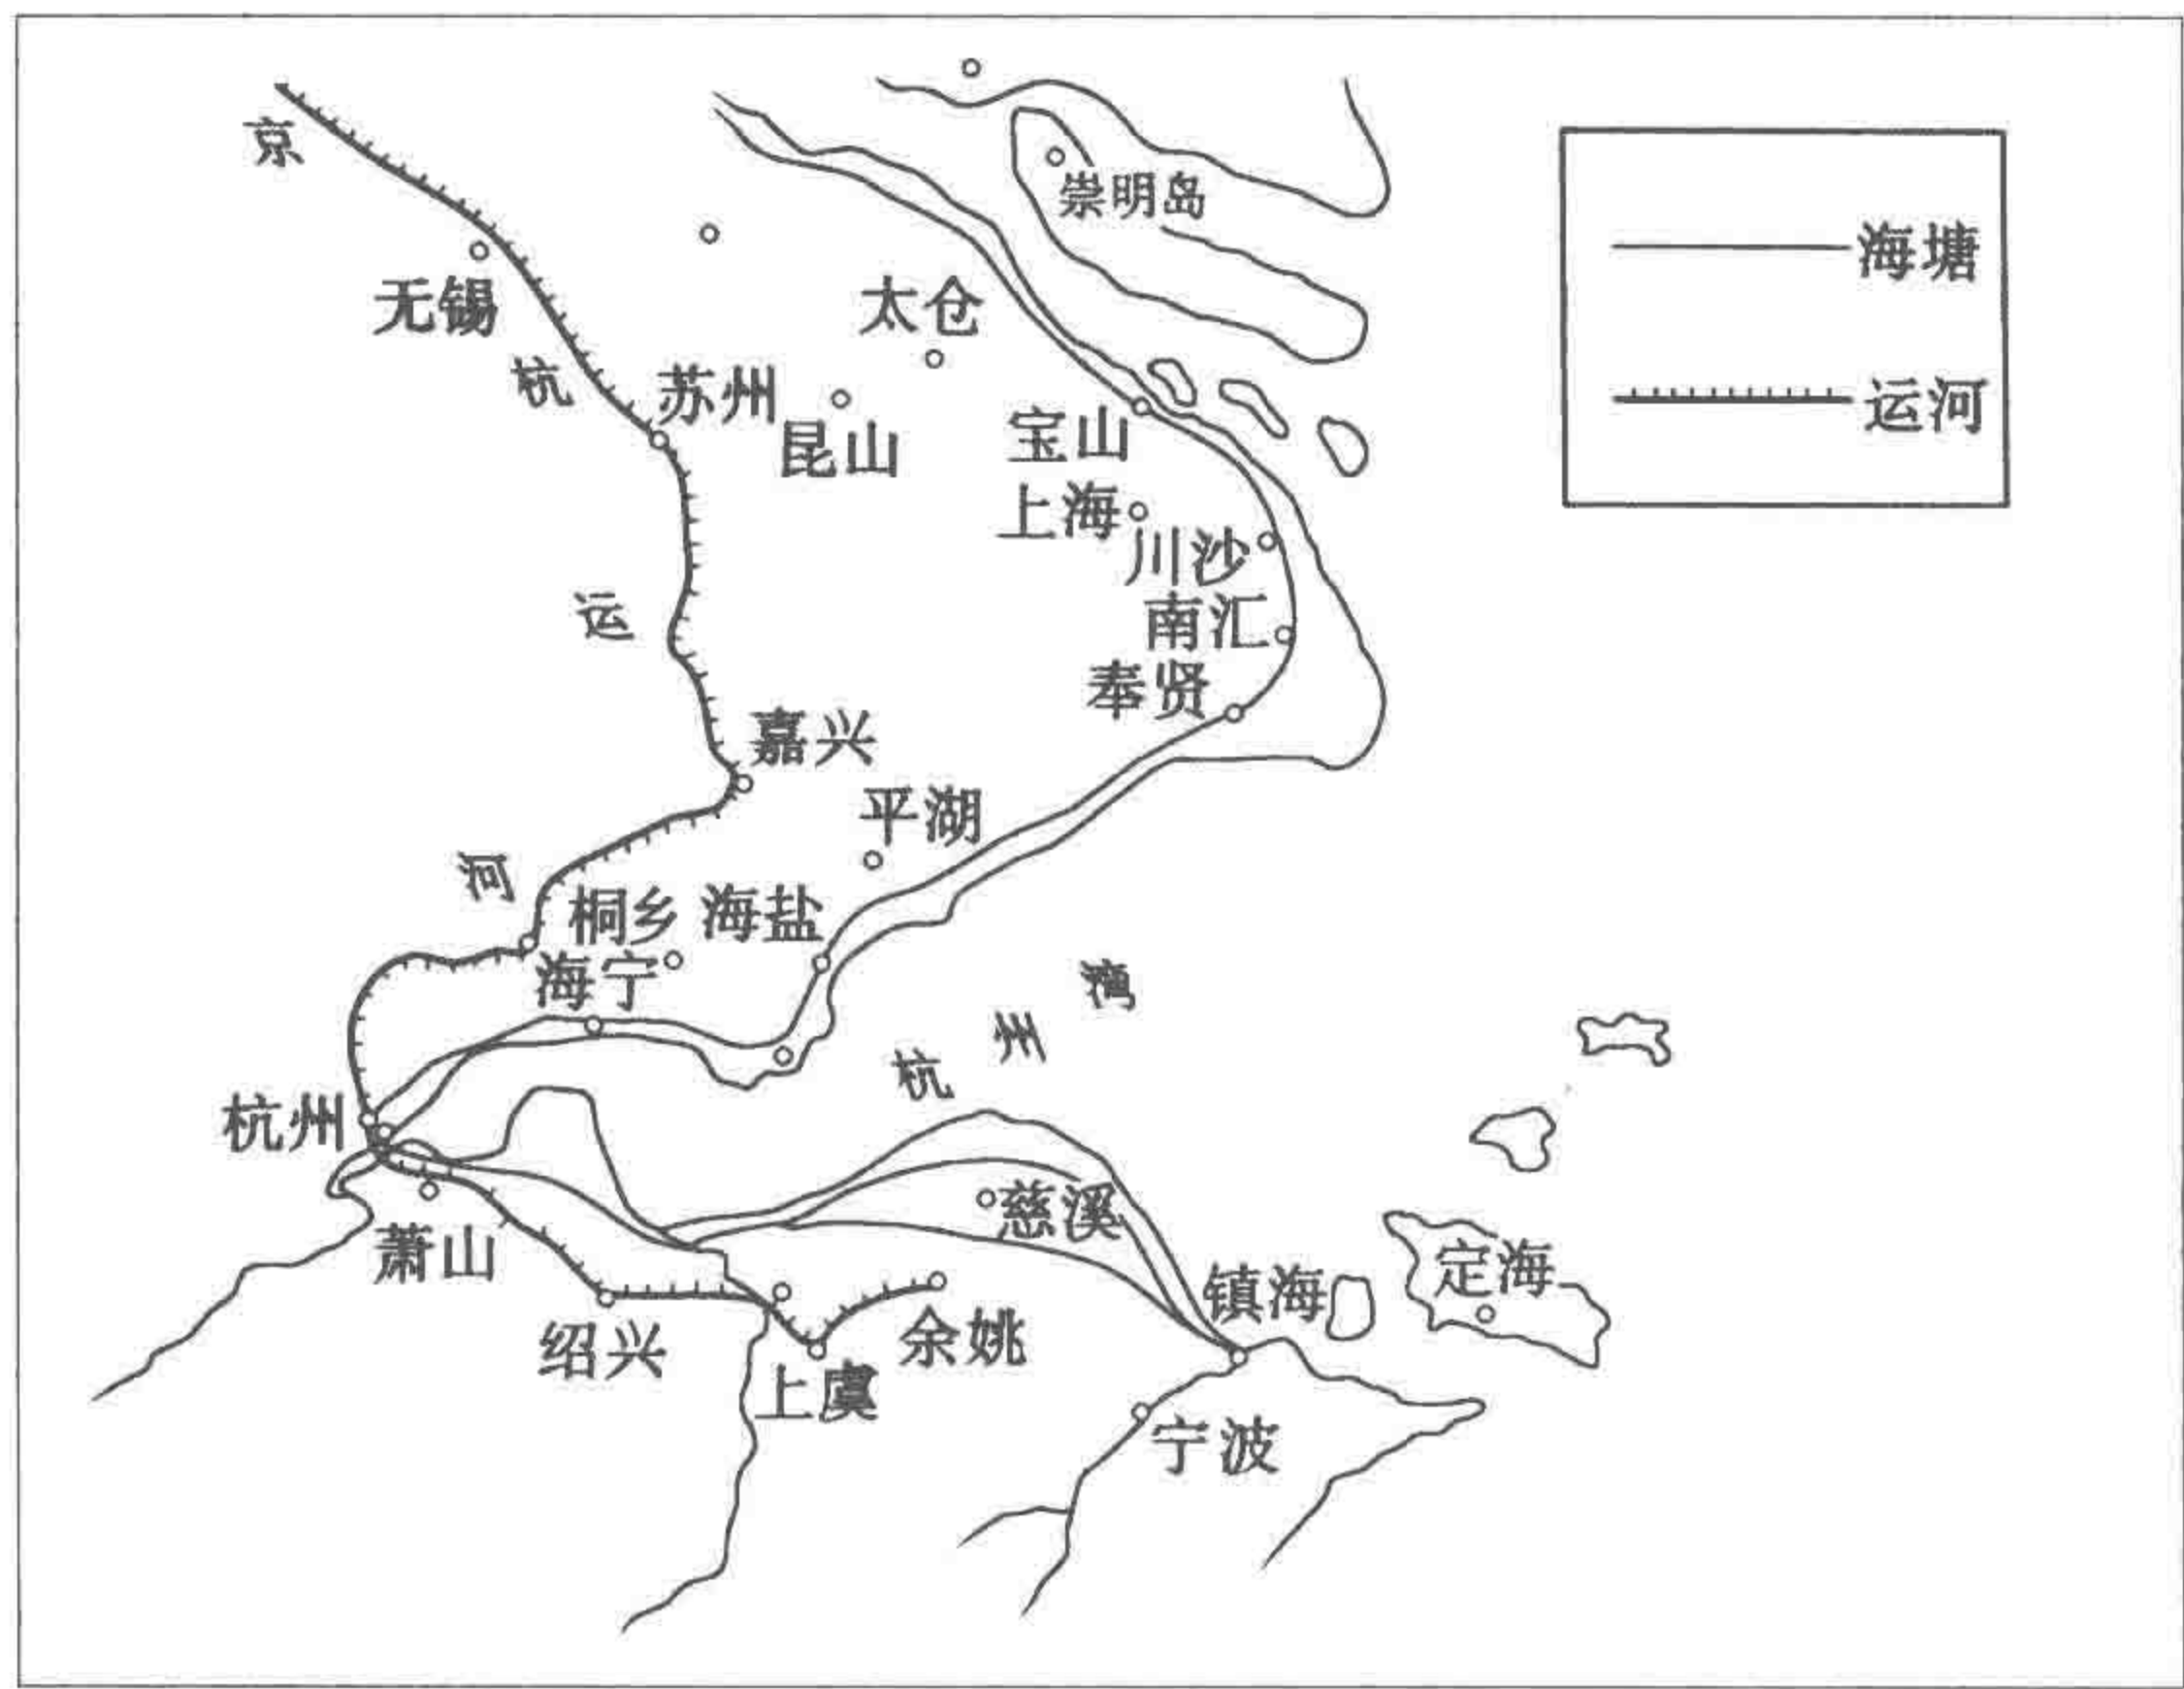 京
杭
运
河
崇明岛
无锡
太仓
苏州
昆山
宝山
上海
川沙
南汇
奉贤
嘉兴
平湖
桐乡
海盐
海宁
杭
州
湾
杭州
萧山
慈溪
镇海
定海
绍兴
余姚
上虞
宁波
海塘
运河